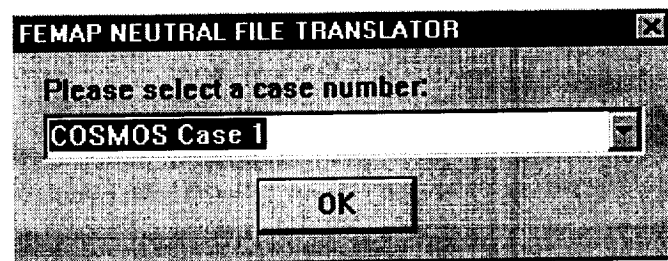 FEMAP NEUTRAL FILE TRANSLATOR
Please select a case number:
COSMOS Case 1
OK